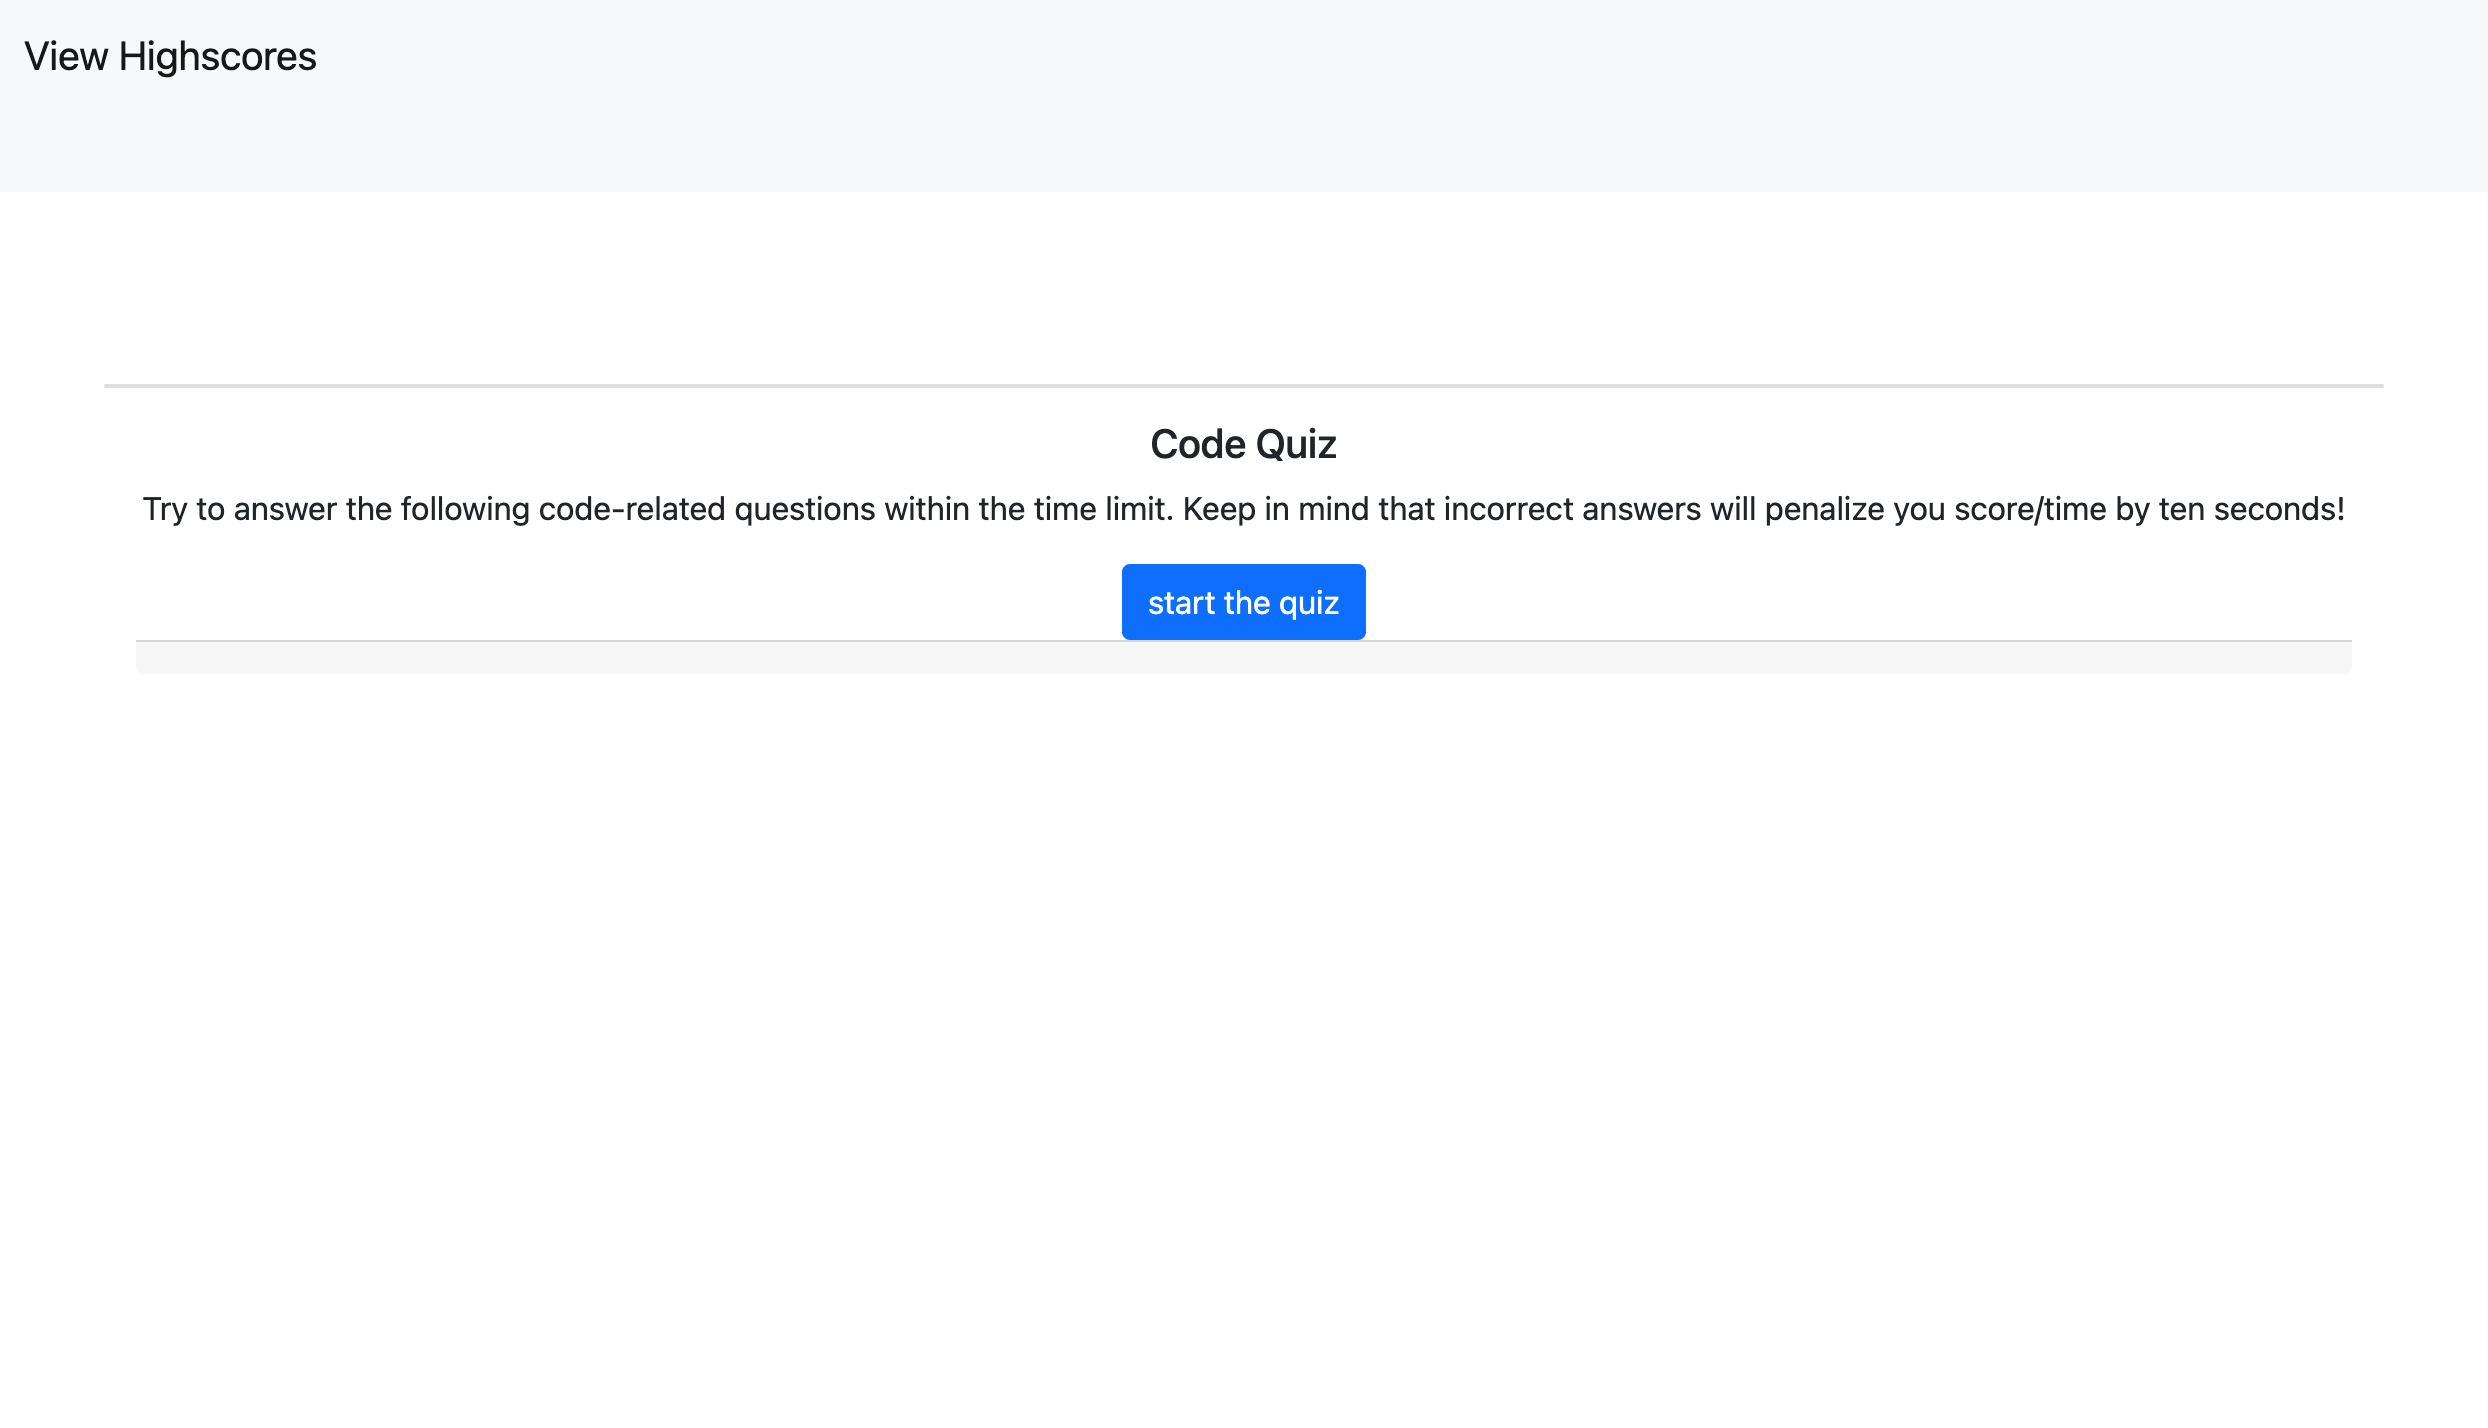 View Highscores
Code Quiz
Try to answer the following code-related questions within the time limit. Keep in mind that incorrect answers will penalize you score/time by ten seconds!
start the quiz